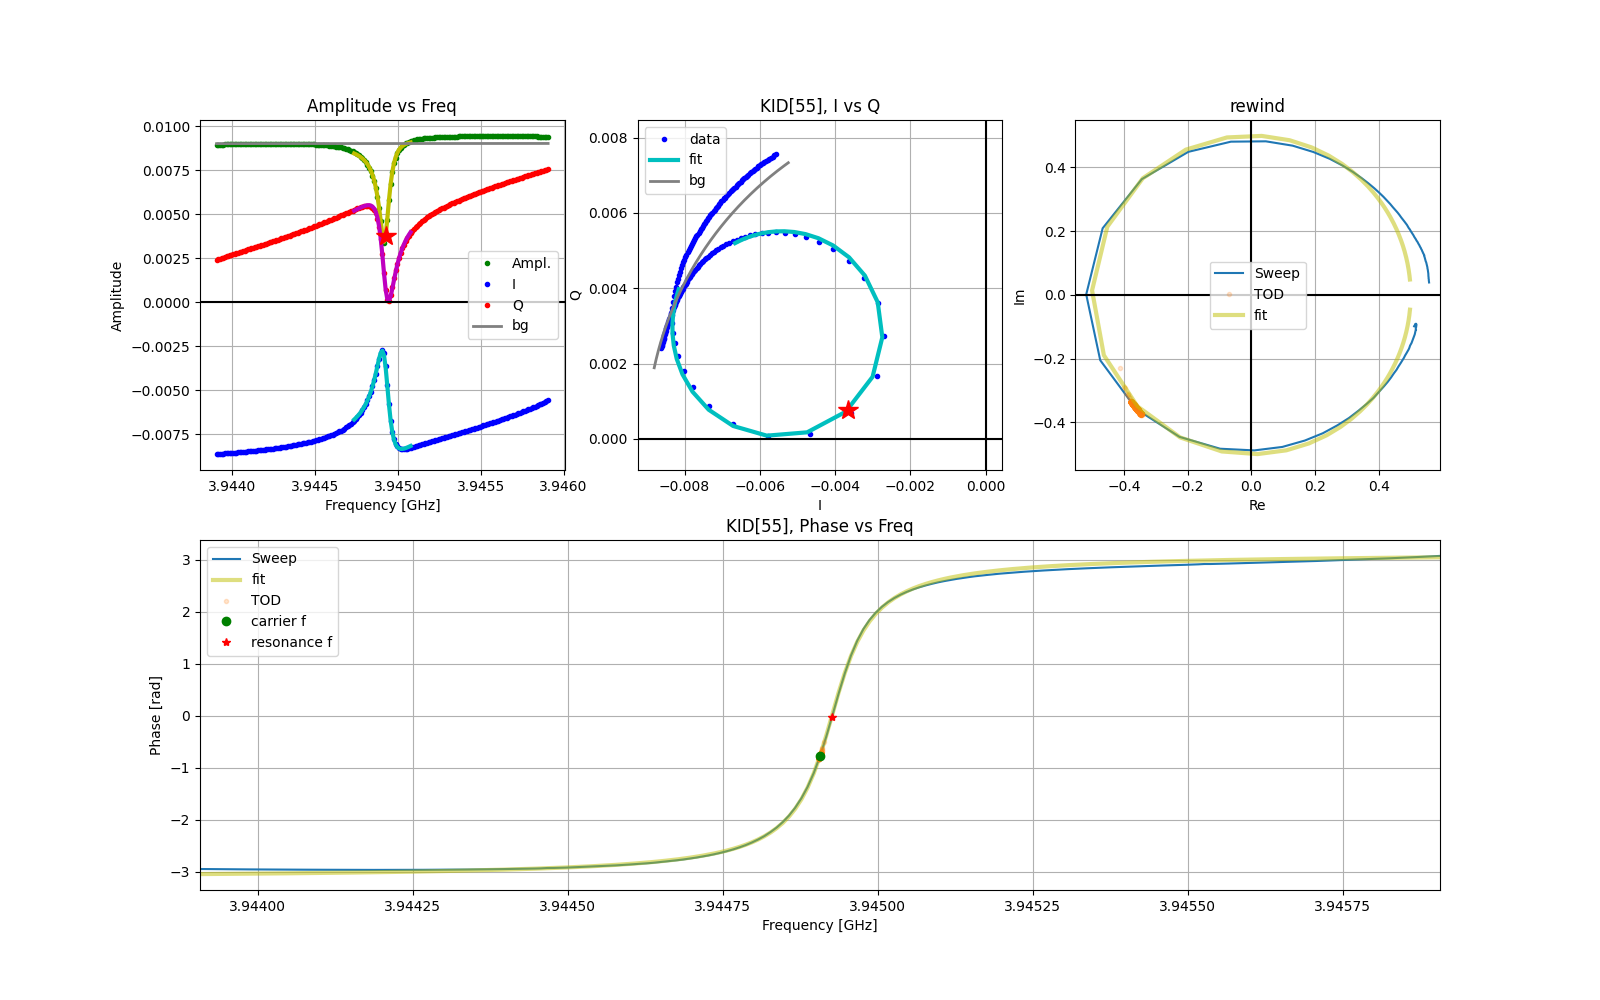 Amplitude vs Freq
0.0100
0.0075
0.0050
0.0025
0.0000
−0.0025
−0.0050
−0.0075
Amplitude
Ampl.
I
Q
bg
3.9440
3.9445
3.9450
3.9455
3.9460
Frequency [GHz]
KID[55], I vs Q
0.008
0.006
0.004
0.002
0.000
Q
data
fit
bg
−0.008
−0.006
−0.004
−0.002
0.000
I
rewind
0.4
0.2
0.0
−0.2
−0.4
Im
Sweep
TOD
fit
−0.4
−0.2
0.0
0.2
0.4
Re
KID[55], Phase vs Freq
3
2
1
0
−1
−2
−3
Phase [rad]
Sweep
fit
TOD
carrier f
resonance f
3.94400
3.94425
3.94450
3.94475
3.94500
3.94525
3.94550
3.94575
Frequency [GHz]